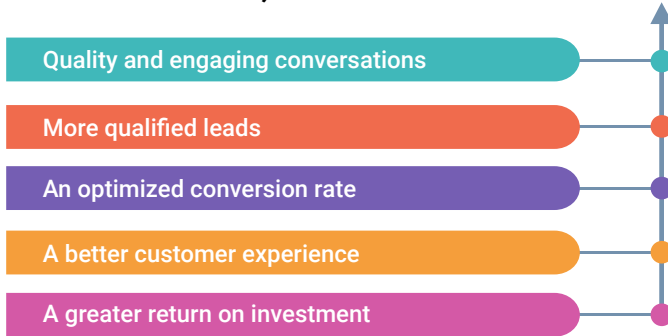 Quality and engaging conversations
More qualified leads
An optimized conversion rate
A better customer experience
A greater return on investment